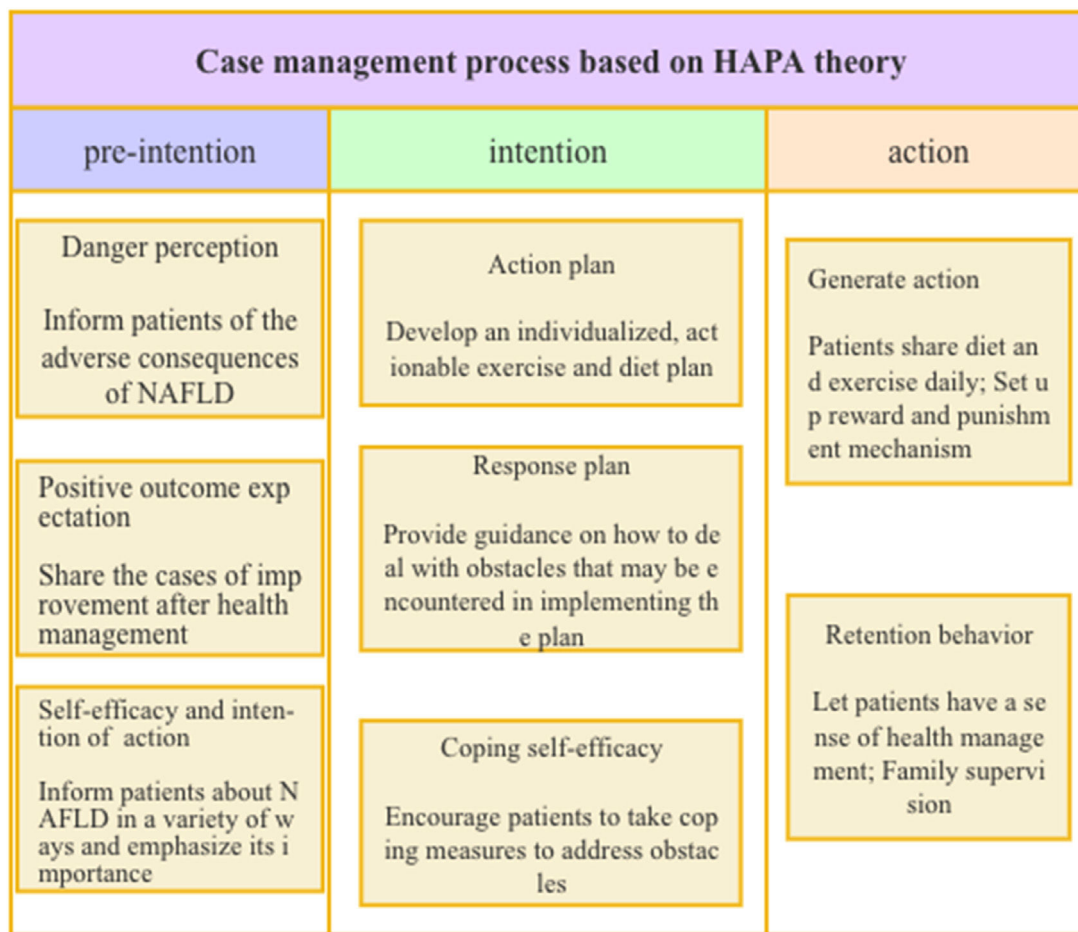 Case management process based on HAPA theory
pre-intention
intention
action
Danger perception
Inform patients of the
adverse consequences
of NAFLD
Positive outcome exp
ectation
Share the cases of imp
rovement after health
management
Self-efficacy and inten-
tion of action
Inform patients about N
AFLD in a variety of w
ays and emphasize its i
mportance
Action plan
Develop an individualized, act
ionable exercise and diet plan
Response plan
Provide guidance on how to de
al with obstacles that may be e
ncountered in implementing th
e plan
Coping self-efficacy
Encourage patients to take cop
ing measures to address obstac
les
Generate action
Patients share diet an
d exercise daily; Set u
p reward and punishm
ent mechanism
Retention behavior
Let patients have a se
nse of health manage
ment; Family supervi
sion